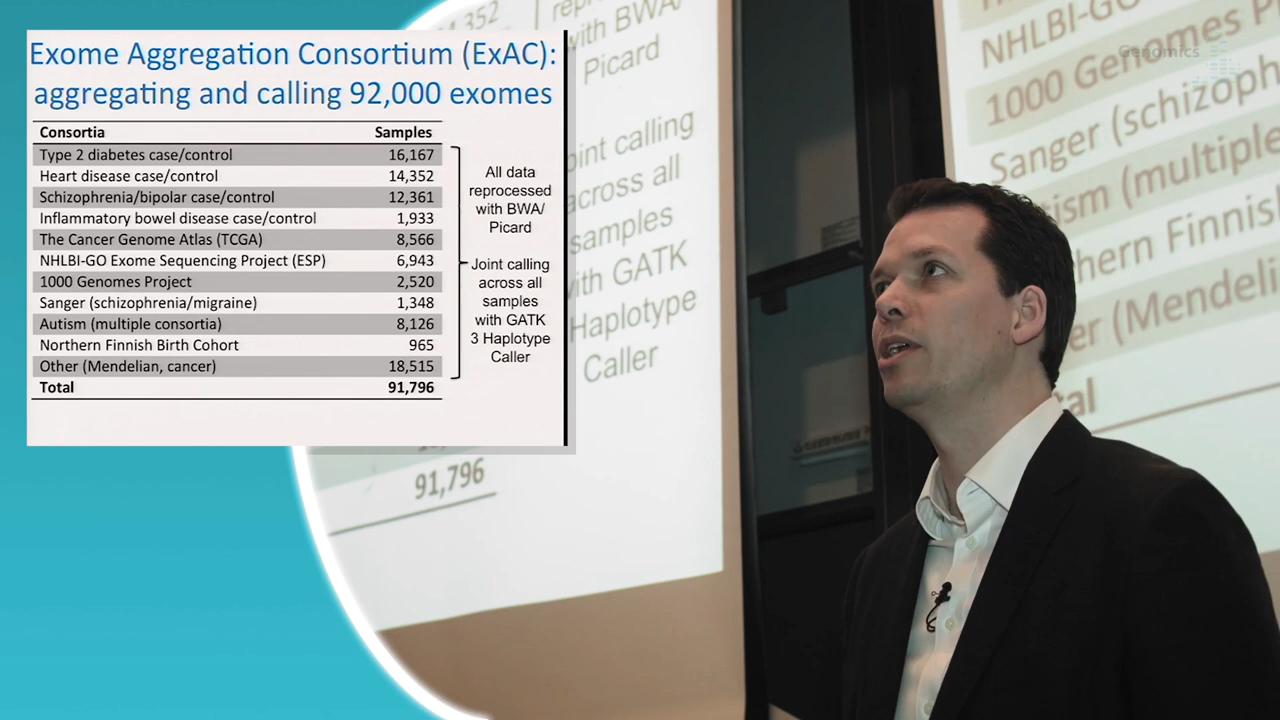 Exome Aggregation Consortium (ExAC):
aggregating and calling 92,000 exomes
Consortia Samples
Type 2 diabetes case/control 16,167
Heart disease case/control 14,352
Schizophrenia/bipolar case/control 12,361
Inflammatory bowel disease case/control 1,933
The Cancer Genome Atlas (TCGA) 8,566
NHLBI-GO Exome Sequencing Project (ESP) 6,943
1000 Genomes Project 2,520
Sanger (schizophrenia/migraine) 1,348
Autism (multiple consortia) 8,126
Northern Finnish Birth Cohort 965
Other (Mendelian, cancer) 18,515
Total 91,796
All data
reprocessed
with BWA/
Picard
Joint calling
across all
samples
with GATK
3 Haplotype
Caller
14,352
with BWA/
Picard
oint calling
across all
samples
with GATK
Haplotype
Caller
91,796
NHLBI-GO
1000 Genomes P
Sanger (schizoph
ism (multiple
hern Finnis
er (Mendeli
tal
Genomics